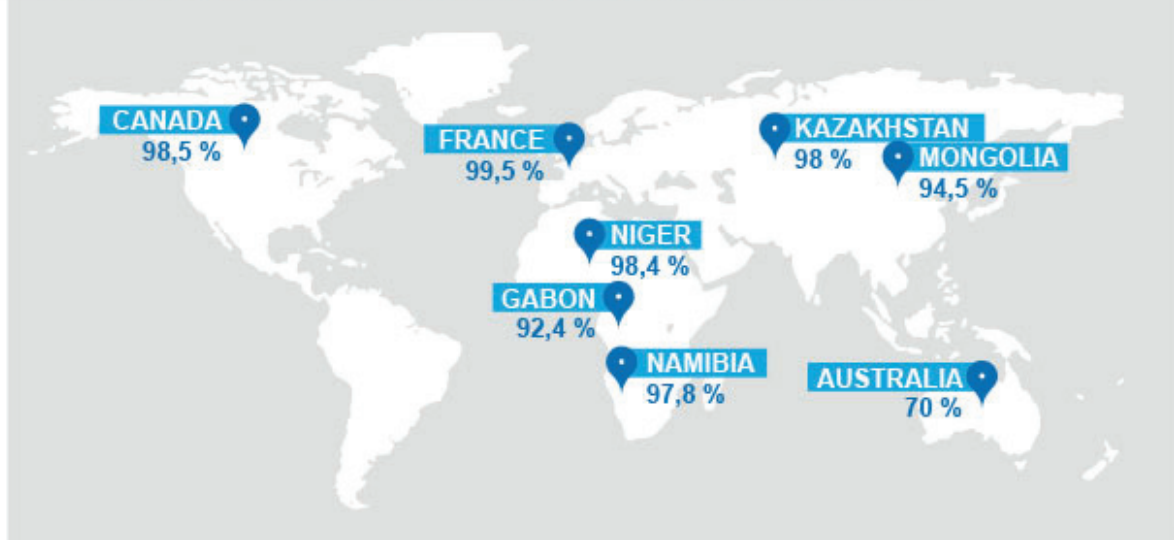 CANADA
98,5 %
FRANCE
99,5 %
KAZAKHSTAN
98 %
MONGOLIA
94,5 %
NIGER
98,4 %
GABON
92,4 %
NAMIBIA
97,8 %
AUSTRALIA
70 %